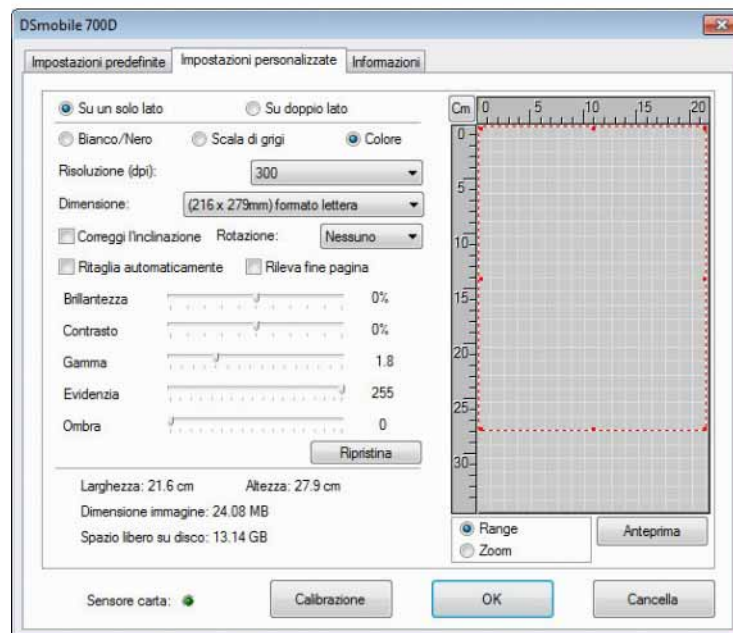 DSmobile 700D
Impostazioni predefinite Impostazioni personalizzate Informazioni
Su un solo lato Su doppio lato
Bianco/Nero Scala di grigi Colore
Risoluzione (dpi): 300
Dimensione: (216 x 279mm) formato lettera
Correggi l'inclinazione Rotazione: Nessuno
Ritaglia automaticamente Rileva fine pagina
Brillantezza 0%
Contrasto 0%
Gamma 1.8
Evidenzia 255
Ombra 0
Ripristina
Larghezza: 21.6 cm Altezza: 27.9 cm
Dimensione immagine: 24.08 MB
Spazio libero su disco: 13.14 GB
Cm 0 5 10 15 20
0
5
10
15
20
25
30
Range
Zoom
Anteprima
Sensore carta: Calibrazione OK Cancella